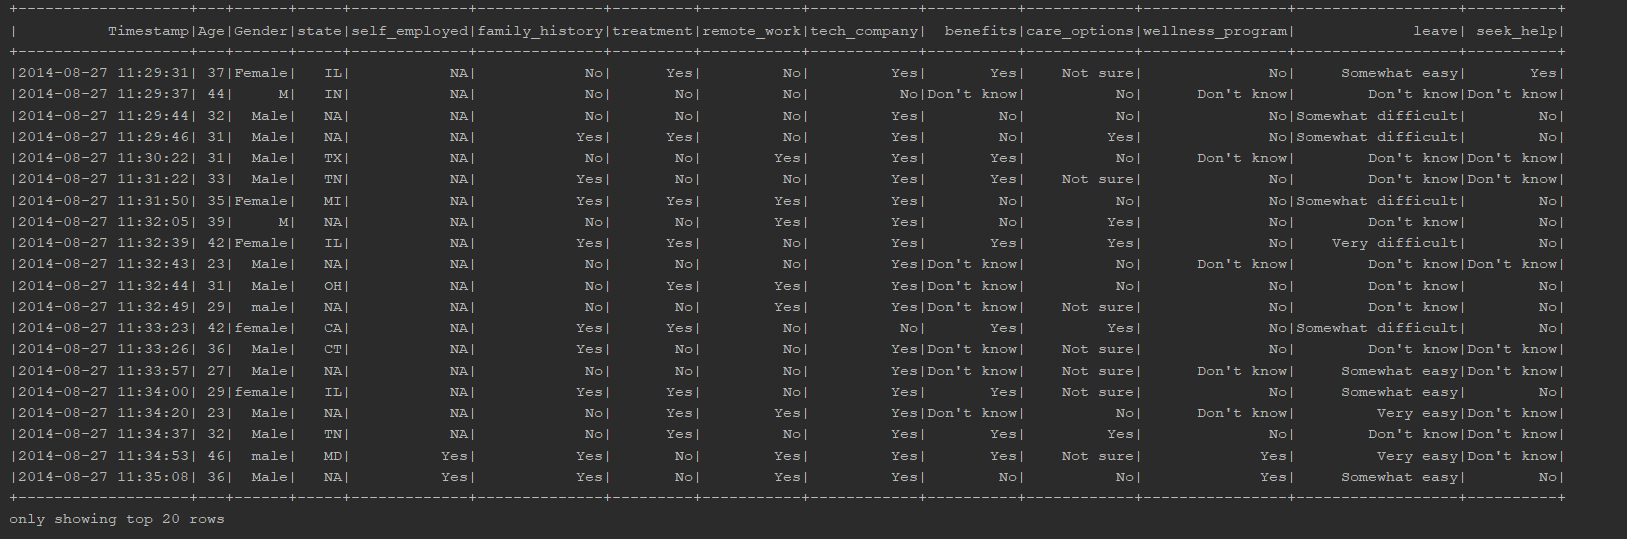 +-------------------+---+------+-----+-------------+--------------+---------+-----------+------------+----------+------------+----------------+------------------+----------+
|          Timestamp|Age|Gender|state|self_employed|family_history|treatment|remote_work|tech_company|  benefits|care_options|wellness_program|             leave| seek_help|
+-------------------+---+------+-----+-------------+--------------+---------+-----------+------------+----------+------------+----------------+------------------+----------+
|2014-08-27 11:29:31| 37|Female|   IL|           NA|            No|      Yes|         No|         Yes|       Yes|    Not sure|              No|     Somewhat easy|       Yes|
|2014-08-27 11:29:37| 44|     M|   IN|           NA|            No|       No|         No|          No|Don't know|          No|      Don't know|        Don't know|Don't know|
|2014-08-27 11:29:44| 32|  Male|   NA|           NA|            No|       No|         No|         Yes|        No|          No|              No|Somewhat difficult|        No|
|2014-08-27 11:29:46| 31|  Male|   NA|           NA|           Yes|      Yes|         No|         Yes|        No|         Yes|              No|Somewhat difficult|        No|
|2014-08-27 11:30:22| 31|  Male|   TX|           NA|            No|       No|        Yes|         Yes|       Yes|          No|      Don't know|        Don't know|Don't know|
|2014-08-27 11:31:22| 33|  Male|   TN|           NA|           Yes|       No|         No|         Yes|       Yes|    Not sure|              No|        Don't know|Don't know|
|2014-08-27 11:31:50| 35|Female|   MI|           NA|           Yes|      Yes|        Yes|         Yes|        No|          No|              No|Somewhat difficult|        No|
|2014-08-27 11:32:05| 39|     M|   NA|           NA|            No|       No|        Yes|         Yes|        No|         Yes|              No|        Don't know|        No|
|2014-08-27 11:32:39| 42|Female|   IL|           NA|           Yes|      Yes|         No|         Yes|       Yes|         Yes|              No|    Very difficult|        No|
|2014-08-27 11:32:43| 23|  Male|   NA|           NA|            No|       No|         No|         Yes|Don't know|          No|      Don't know|        Don't know|Don't know|
|2014-08-27 11:32:44| 31|  Male|   OH|           NA|            No|      Yes|        Yes|         Yes|Don't know|          No|              No|        Don't know|        No|
|2014-08-27 11:32:49| 29|  male|   NA|           NA|            No|       No|        Yes|         Yes|Don't know|    Not sure|              No|        Don't know|        No|
|2014-08-27 11:33:23| 42|female|   CA|           NA|           Yes|      Yes|         No|          No|       Yes|         Yes|              No|Somewhat difficult|        No|
|2014-08-27 11:33:26| 36|  Male|   CT|           NA|           Yes|       No|         No|         Yes|Don't know|    Not sure|              No|        Don't know|Don't know|
|2014-08-27 11:33:57| 27|  Male|   NA|           NA|            No|       No|         No|         Yes|Don't know|    Not sure|      Don't know|     Somewhat easy|Don't know|
|2014-08-27 11:34:00| 29|female|   IL|           NA|           Yes|      Yes|         No|         Yes|       Yes|    Not sure|              No|     Somewhat easy|        No|
|2014-08-27 11:34:20| 23|  Male|   NA|           NA|            No|      Yes|        Yes|         Yes|Don't know|          No|      Don't know|         Very easy|Don't know|
|2014-08-27 11:34:37| 32|  Male|   TN|           NA|            No|      Yes|         No|         Yes|       Yes|         Yes|              No|        Don't know|Don't know|
|2014-08-27 11:34:53| 46|  male|   MD|          Yes|           Yes|       No|        Yes|         Yes|       Yes|    Not sure|             Yes|         Very easy|Don't know|
|2014-08-27 11:35:08| 36|  Male|   NA|          Yes|           Yes|       No|        Yes|         Yes|        No|          No|             Yes|     Somewhat easy|        No|
+-------------------+---+------+-----+-------------+--------------+---------+-----------+------------+----------+------------+----------------+------------------+----------+
only showing top 20 rows